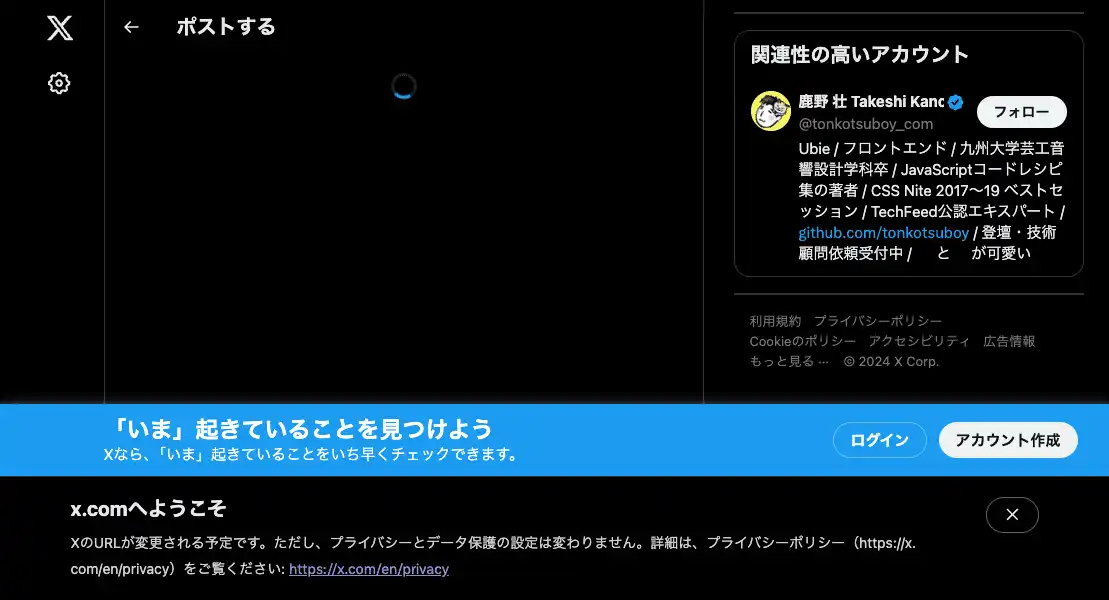 ポストする
関連性の高いアカウント
鹿野 壮 Takeshi Kano
フォロー
@tonkotsuboy_com
Ubie / フロントエンド / 九州大学芸工音
響設計学科卒 / JavaScriptコードレシピ
集の著者 / CSS Nite 2017〜19 ベストセ
ッション / TechFeed公認エキスパート /
github.com/tonkotsuboy / 登壇・技術
顧問依頼受付中 / と が可愛い
利用規約 プライバシーポリシー
Cookieのポリシー アクセシビリティ 広告情報
もっと見る ··· © 2024 X Corp.
「いま」起きていることを見つけよう
Xなら、「いま」起きていることをいち早くチェックできます。
ログイン
アカウント作成
x.comへようこそ
XのURLが変更される予定です。ただし、プライバシーとデータ保護の設定は変わりません。詳細は、プライバシーポリシー（https://x.
com/en/privacy）をご覧ください: https://x.com/en/privacy